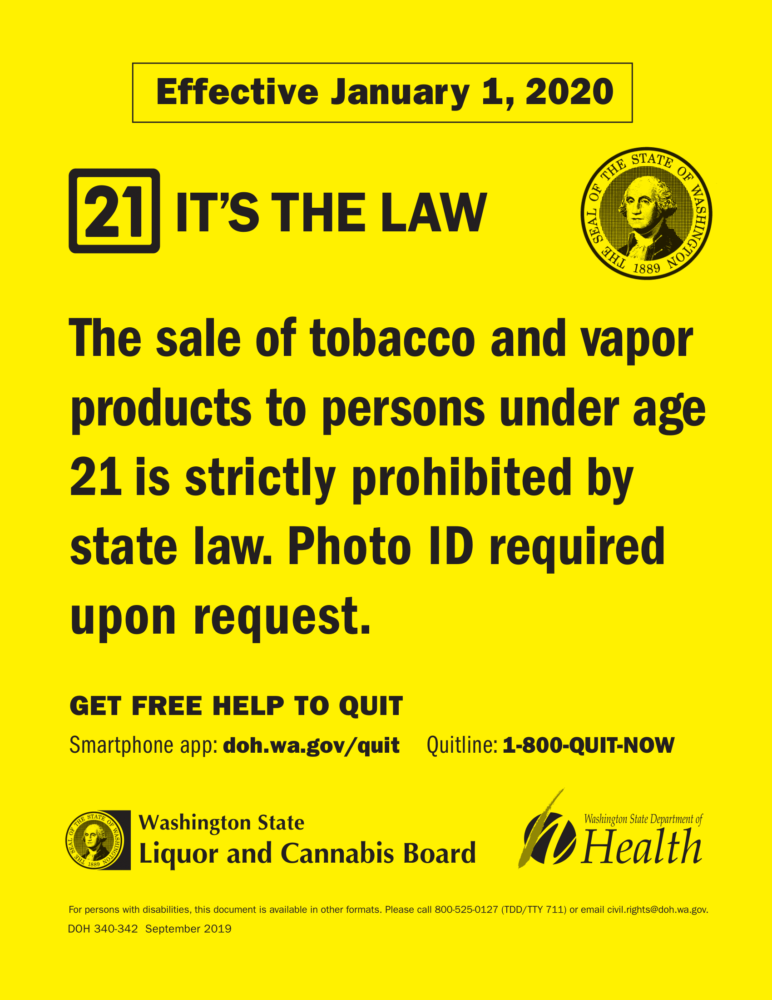 Effective January 1, 2020
21 IT’S THE LAW
THE SEAL OF THE STATE OF WASHINGTON
1889
The sale of tobacco and vapor
products to persons under age
21 is strictly prohibited by
state law. Photo ID required
upon request.
GET FREE HELP TO QUIT
Smartphone app: doh.wa.gov/quit Quitline: 1-800-QUIT-NOW
THE SEAL OF THE STATE OF WASHINGTON
1889
Washington State
Liquor and Cannabis Board
Washington State Department of
Health
For persons with disabilities, this document is available in other formats. Please call 800-525-0127 (TDD/TTY 711) or email civil.rights@doh.wa.gov.
DOH 340-342 September 2019